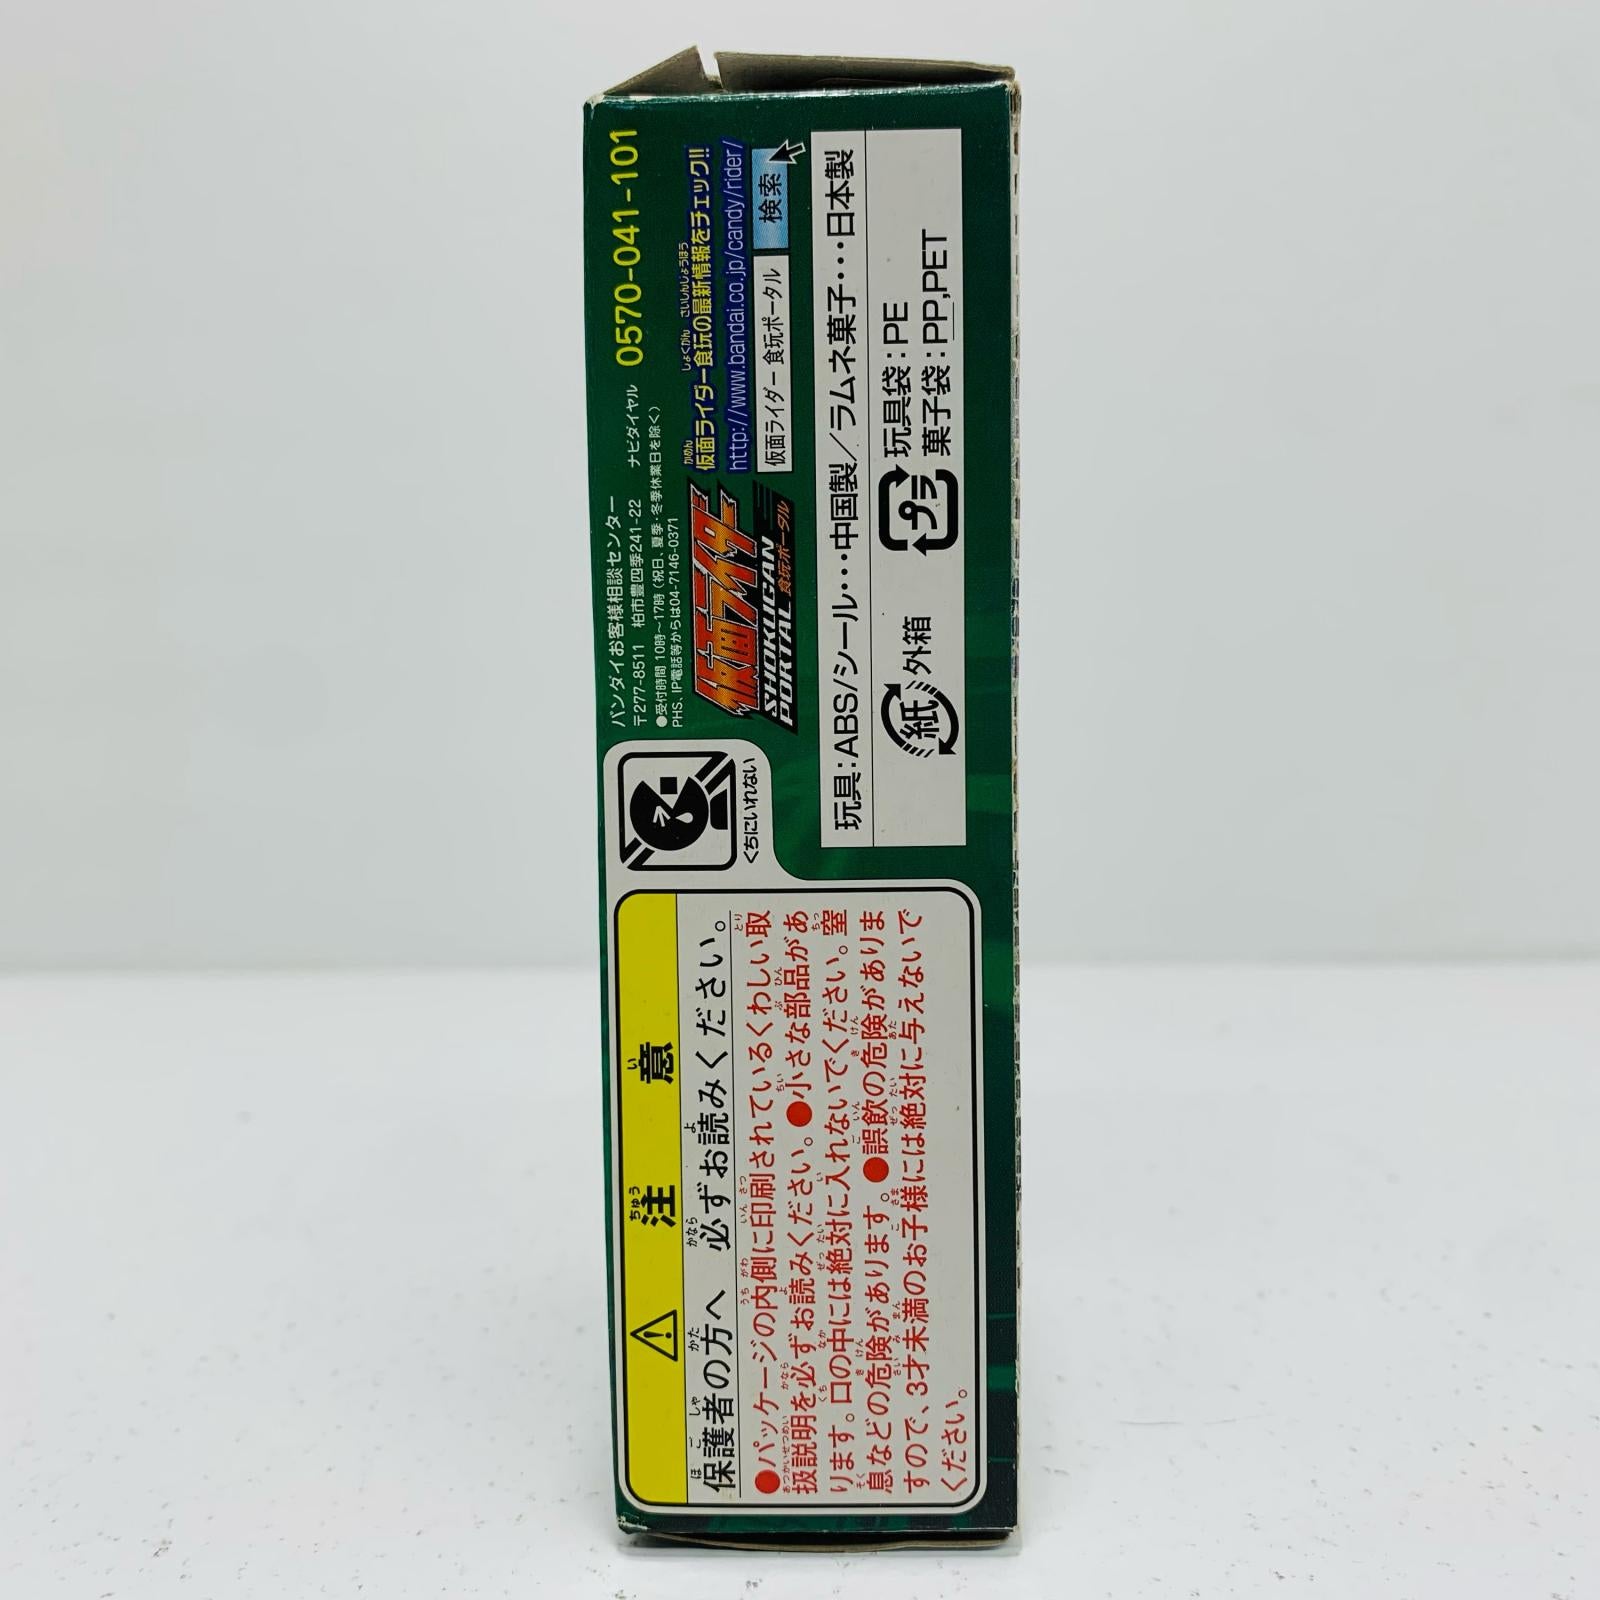 注意
保護者の方へ 必ずお読みください。
●パッケージの内側に印刷されているくわしい取
扱説明を必ずお読みください。●小さな部品があ
ります。口の中には絶対に入れないでください。窒
息などの危険があります。●誤飲の危険がありま
すので、3才未満のお子様には絶対に与えないで
ください。
くちにいれない
バンダイお客様相談センター
〒277-8511 柏市豊四季241-22
ナビダイヤル 0570-041-101
●受付時間 10時~17時(祝日、夏季・冬季休業日を除く)
PHS、IP電話等からは04-7146-0371
仮面ライダー
SHOKUGAN
PORTAL 食玩ポータル
仮面ライダー食玩の最新情報をチェック!!
http://www.bandai.co.jp/candy/rider/
仮面ライダー 食玩ポータル 検索
玩具:ABS/シール・・・中国製/ラムネ菓子・・・日本製
紙 外箱
プラ 玩具袋:PE
菓子袋:PP,PET